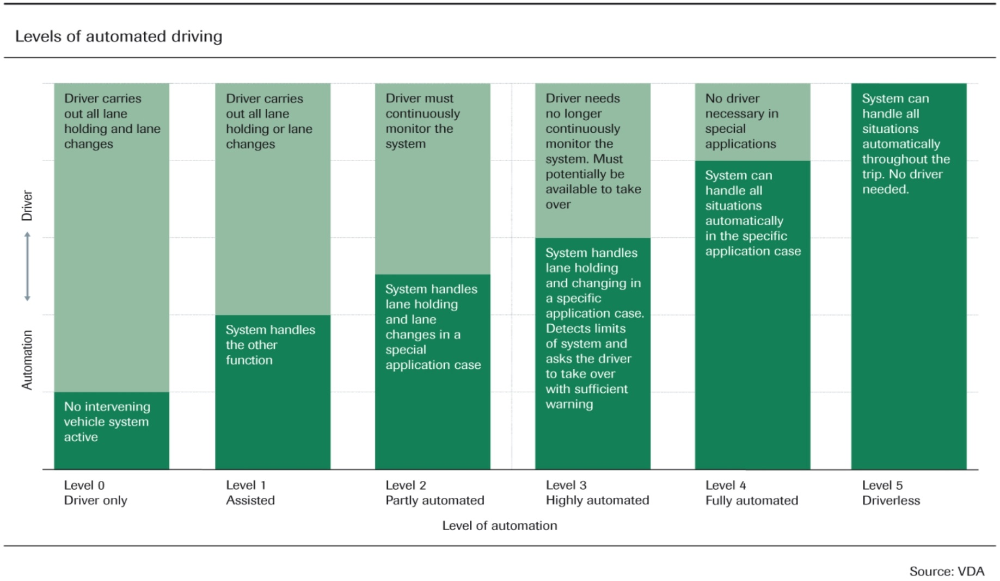 Levels of automated driving
Driver
Automation
Driver carries
out all lane
holding and lane
changes
No intervening
vehicle system
active
Driver carries
out all lane
holding or lane
changes
System handles
the other
function
Driver must
continuously
monitor the
system
System handles
lane holding
and lane
changes in a
special
application case
Driver needs
no longer
continuously
monitor the
system. Must
potentially be
available to take
over
System handles
lane holding
and changing in
a specific
application case.
Detects limits
of system and
asks the driver
to take over
with sufficient
warning
No driver
necessary in
special
applications
System can
handle all
situations
automatically
in the specific
application case
System can
handle all
situations
automatically
throughout the
trip. No driver
needed.
Level 0
Driver only
Level 1
Assisted
Level 2
Partly automated
Level 3
Highly automated
Level 4
Fully automated
Level 5
Driverless
Level of automation
Source: VDA